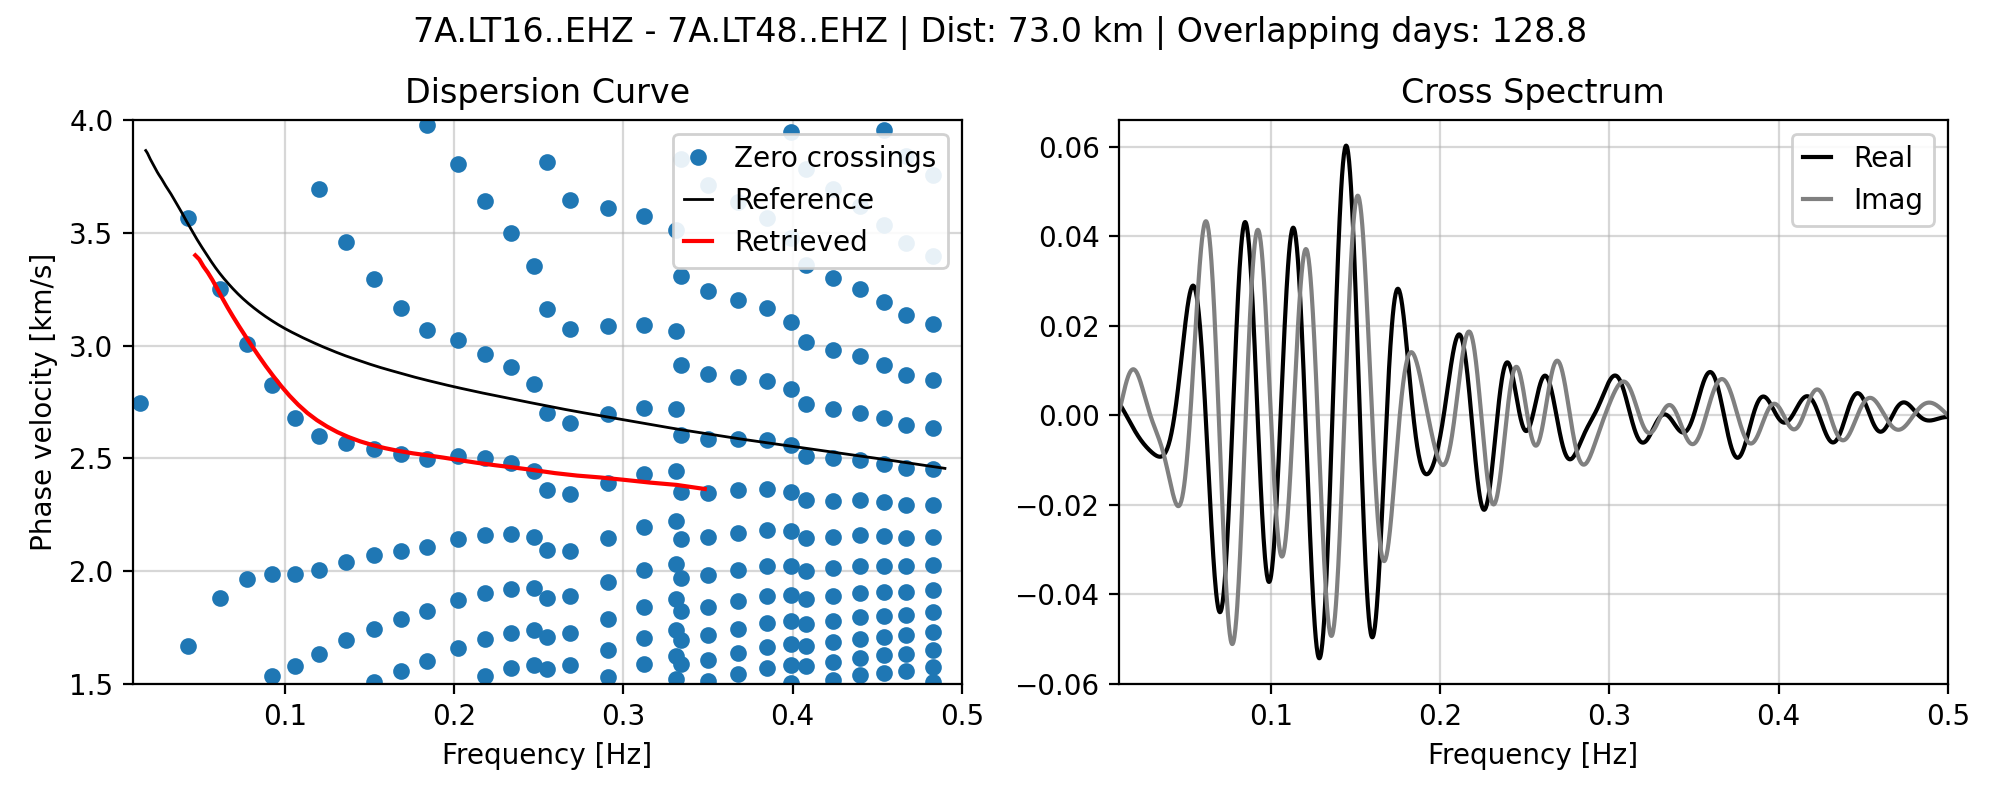 7A.LT16..EHZ - 7A.LT48..EHZ | Dist: 73.0 km | Overlapping days: 128.8
Dispersion Curve
Phase velocity [km/s]
4.0
3.5
3.0
2.5
2.0
1.5
0.1
0.2
0.3
0.4
0.5
Frequency [Hz]
Zero crossings
Reference
Retrieved
Cross Spectrum
0.06
0.04
0.02
0.00
−0.02
−0.04
−0.06
0.1
0.2
0.3
0.4
0.5
Frequency [Hz]
Real
Imag